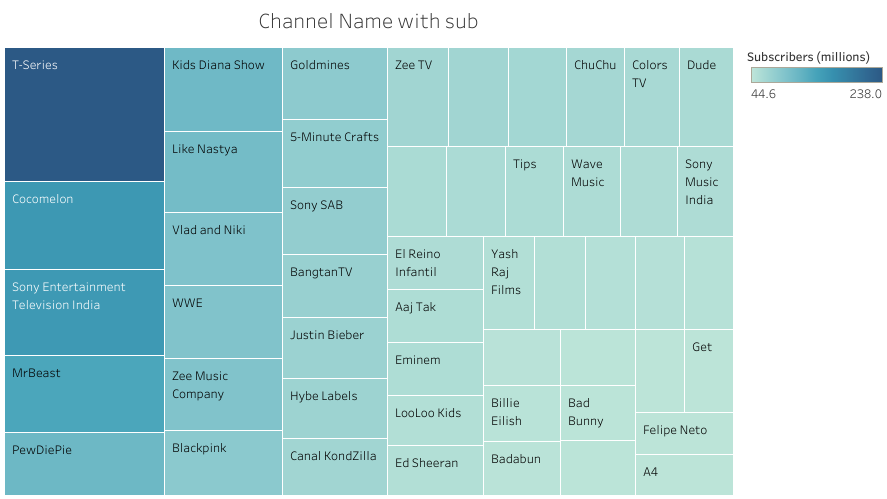 Channel Name with sub
T-Series
Cocomelon
Sony Entertainment
Television India
MrBeast
PewDiePie
Kids Diana Show
Like Nastya
Vlad and Niki
WWE
Zee Music
Company
Blackpink
Goldmines
5-Minute Crafts
Sony SAB
BangtanTV
Justin Bieber
Hybe Labels
Canal KondZilla
Zee TV
ChuChu
Colors
TV
Dude
Tips
Wave
Music
Sony
Music
India
El Reino
Infantil
Aaj Tak
Eminem
LooLoo Kids
Ed Sheeran
Yash
Raj
Films
Get
Billie
Eilish
Bad
Bunny
Badabun
Felipe Neto
A4
Subscribers (millions)
44.6 238.0